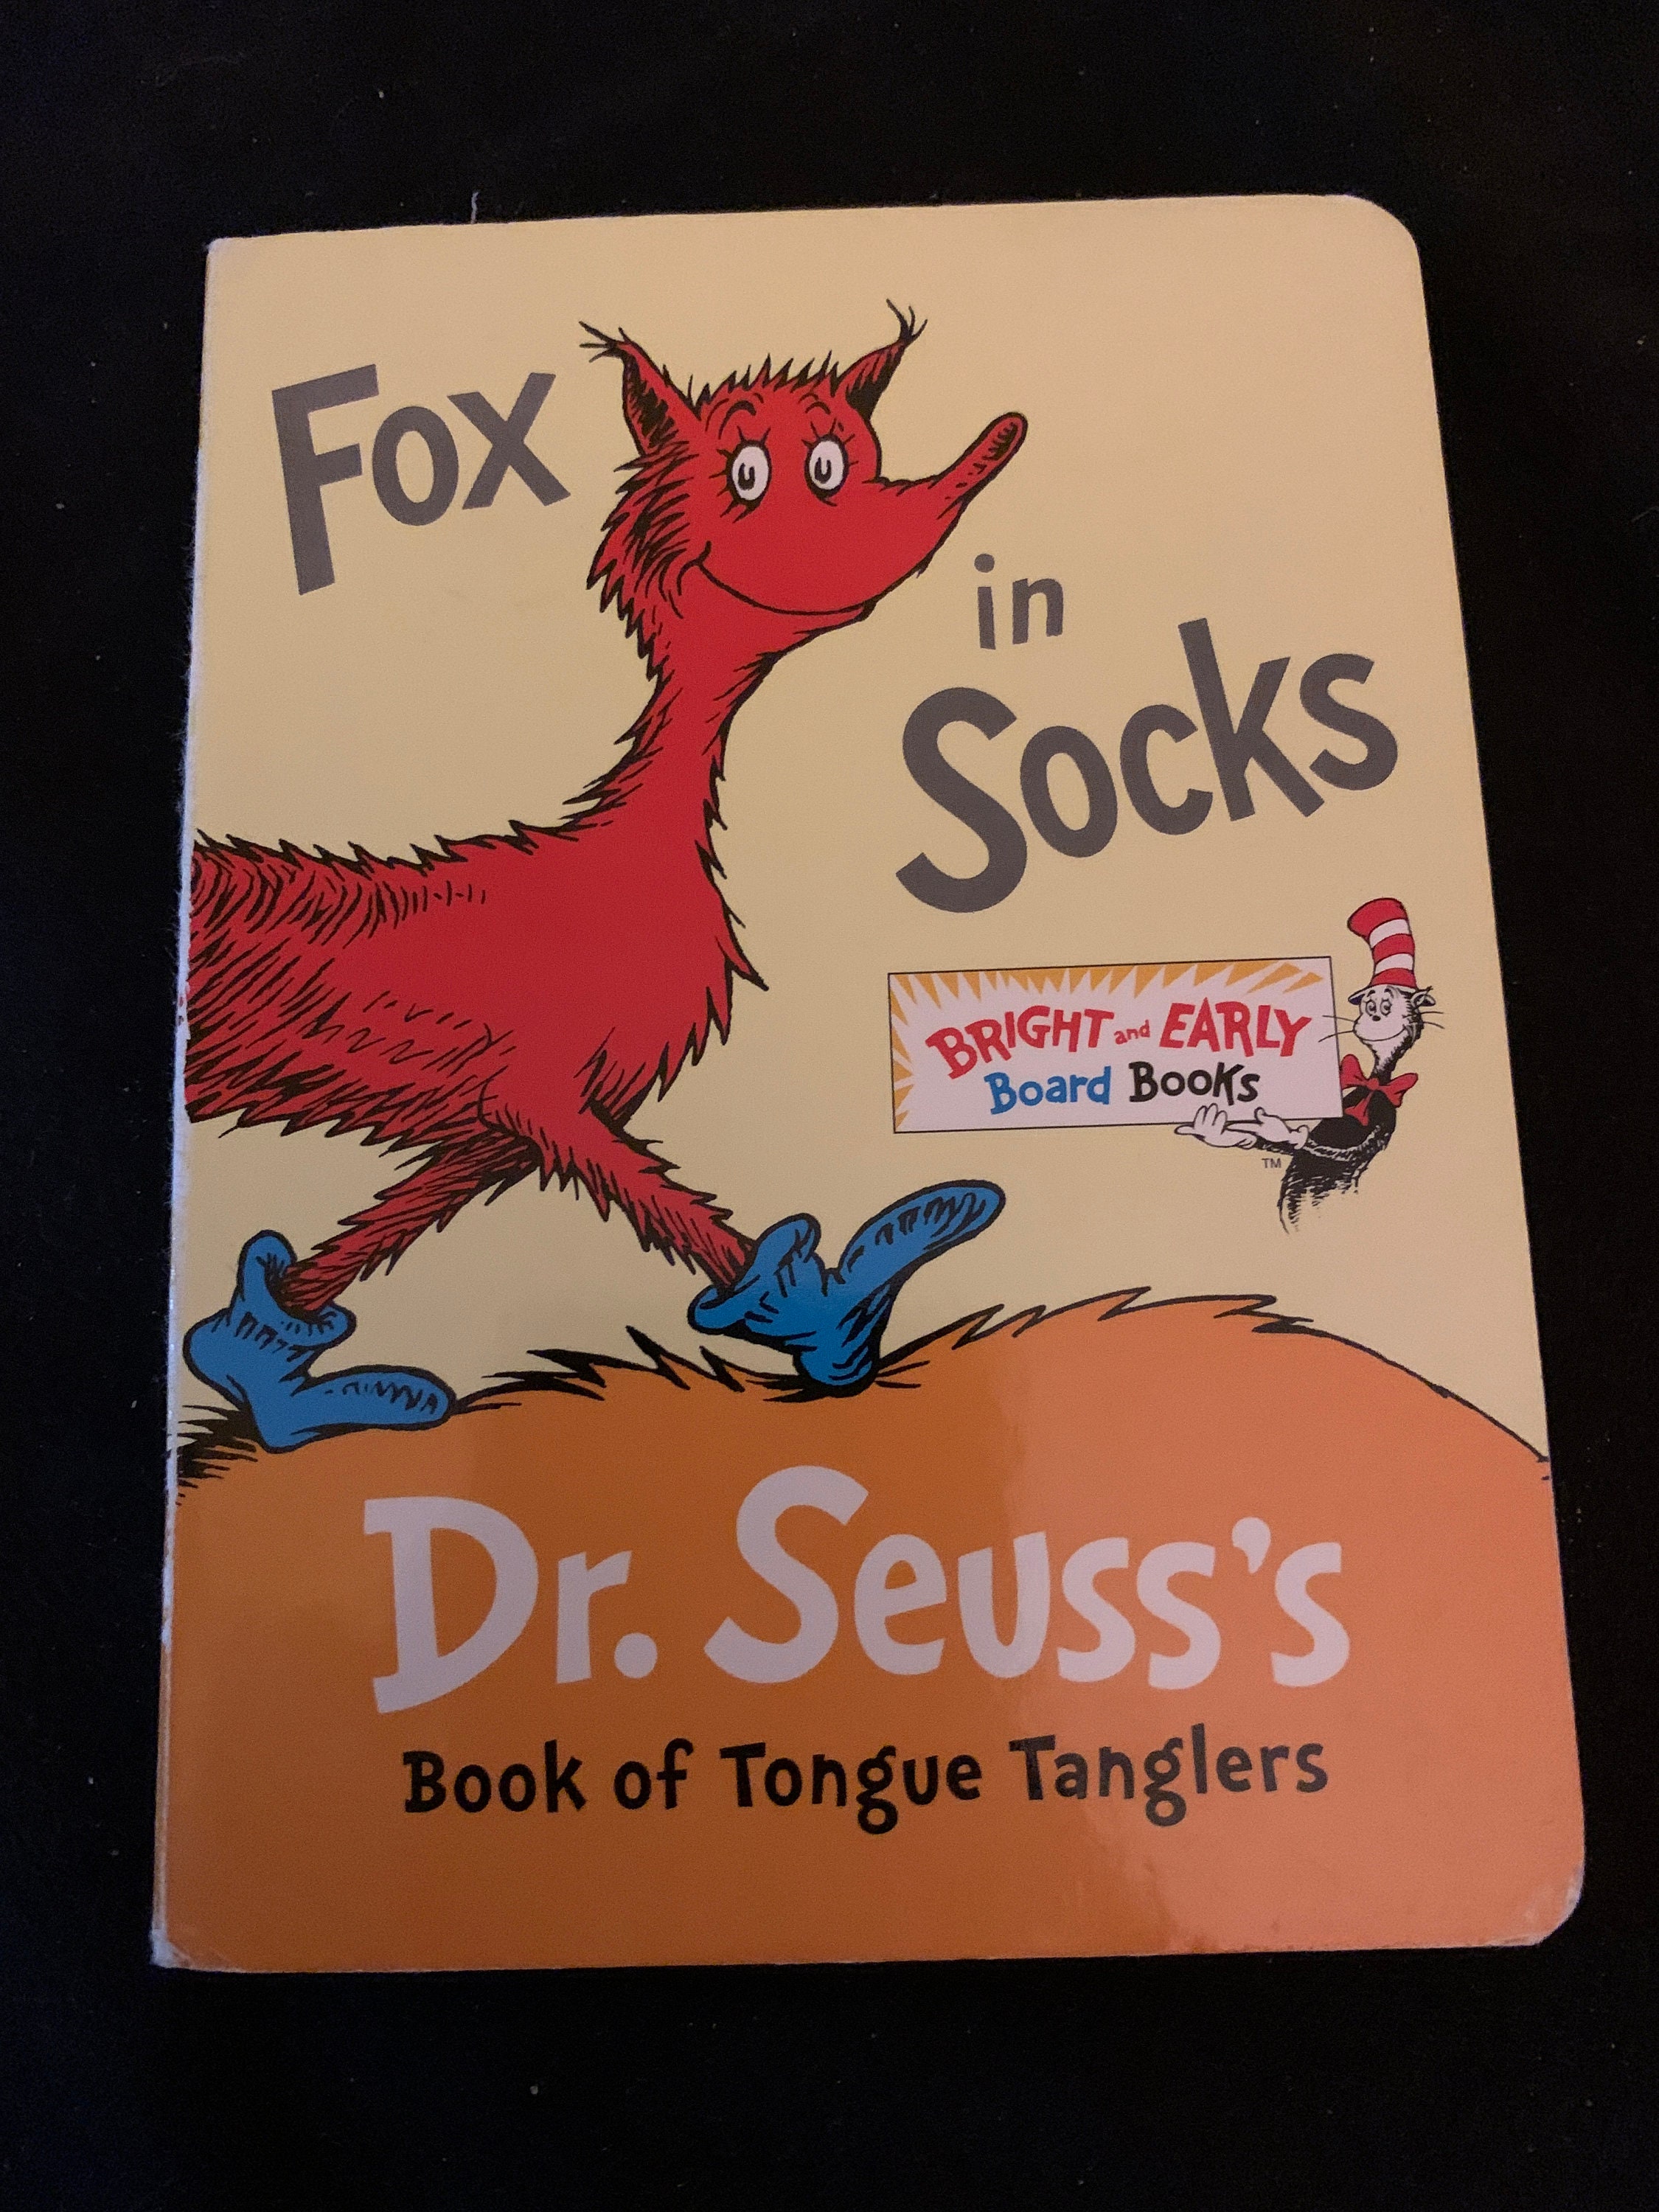 Fox
in
Socks
BRIGHT and EARLY
Board Books
TM
Dr. Seuss's
Book of Tongue Tanglers